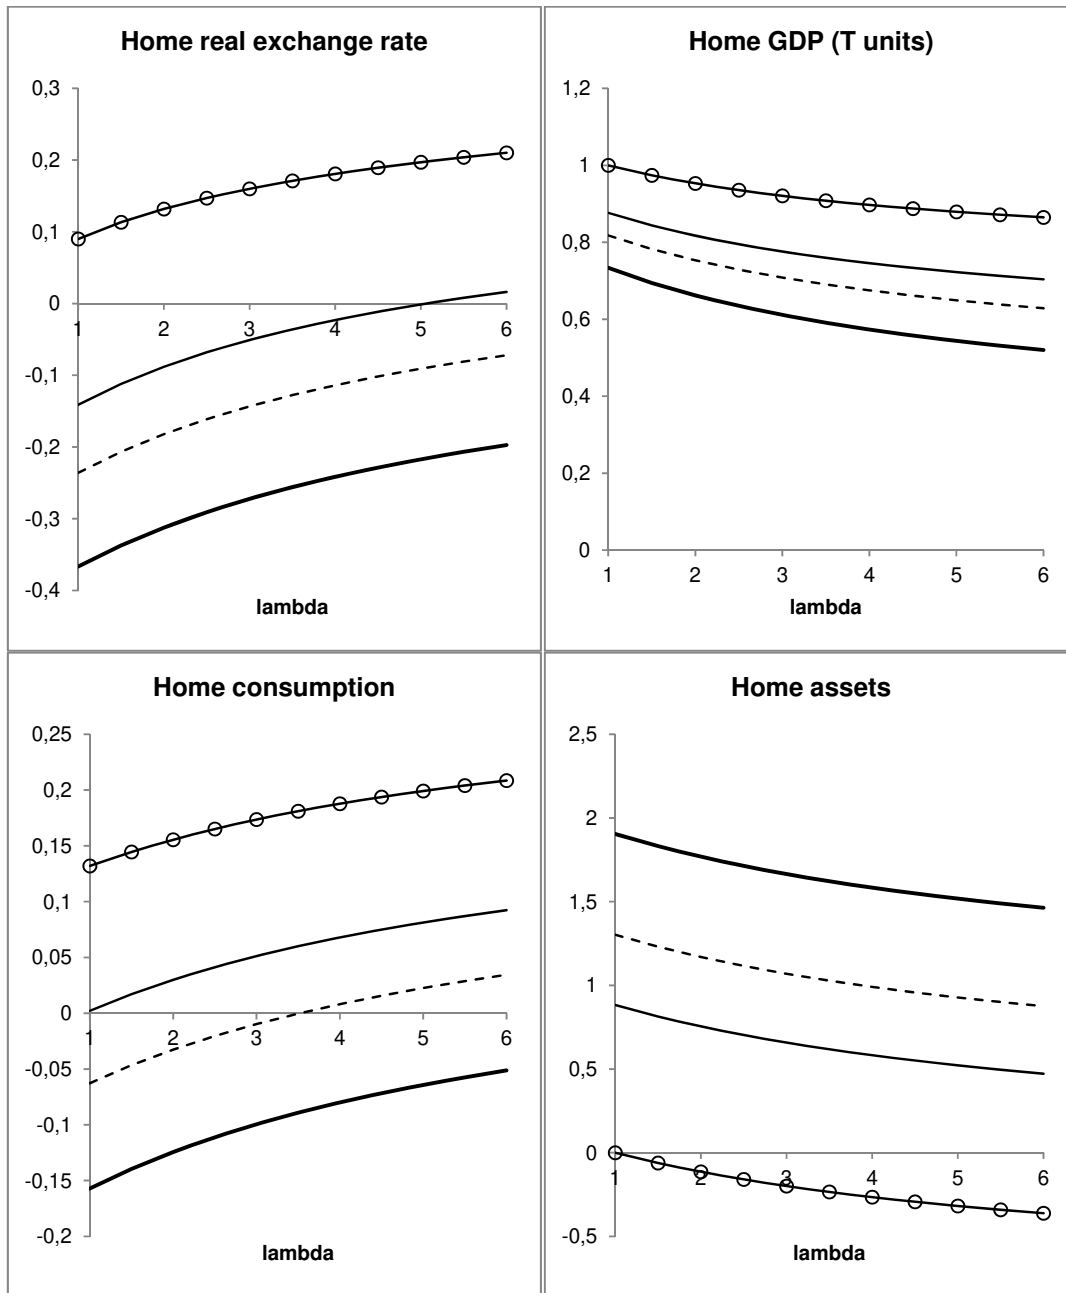 Home real exchange rate
0,3
0,2
0,1
0
1 2 3 4 5 6
-0,1
-0,2
-0,3
-0,4
lambda
Home GDP (T units)
1,2
1
0,8
0,6
0,4
0,2
0
1 2 3 4 5 6
lambda
Home consumption
0,25
0,2
0,15
0,1
0,05
0
1 2 3 4 5 6
-0,05
-0,1
-0,15
-0,2
lambda
Home assets
2,5
2
1,5
1
0,5
0
1 2 3 4 5 6
-0,5
lambda